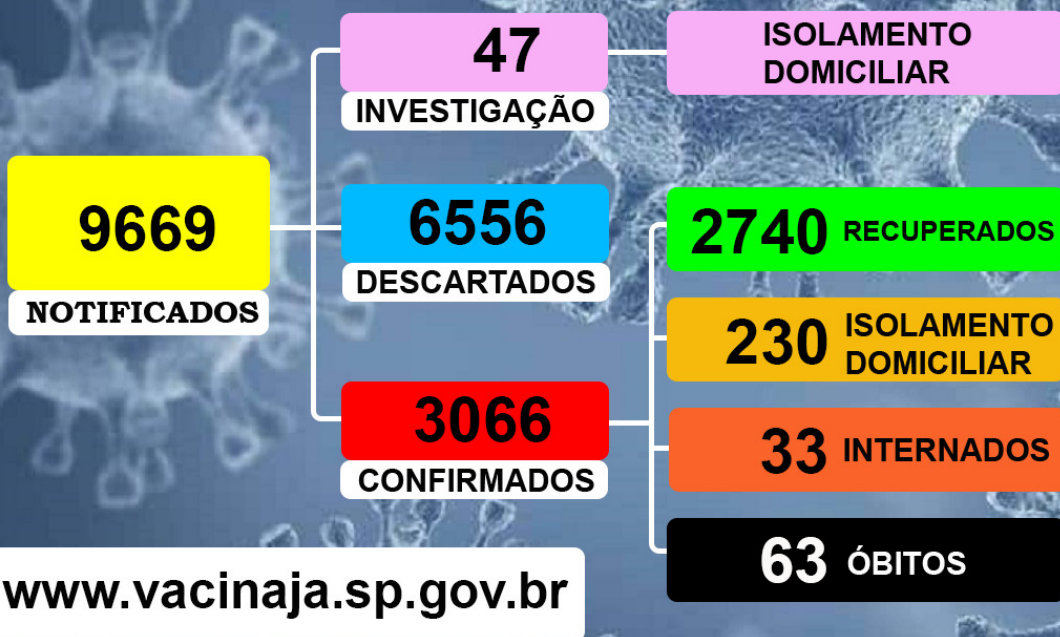 47
INVESTIGAÇÃO
ISOLAMENTO
DOMICILIAR
9669
NOTIFICADOS
6556
DESCARTADOS
3066
CONFIRMADOS
2740 RECUPERADOS
230 ISOLAMENTO
DOMICILIAR
33 INTERNADOS
63 ÓBITOS
www.vacinaja.sp.gov.br